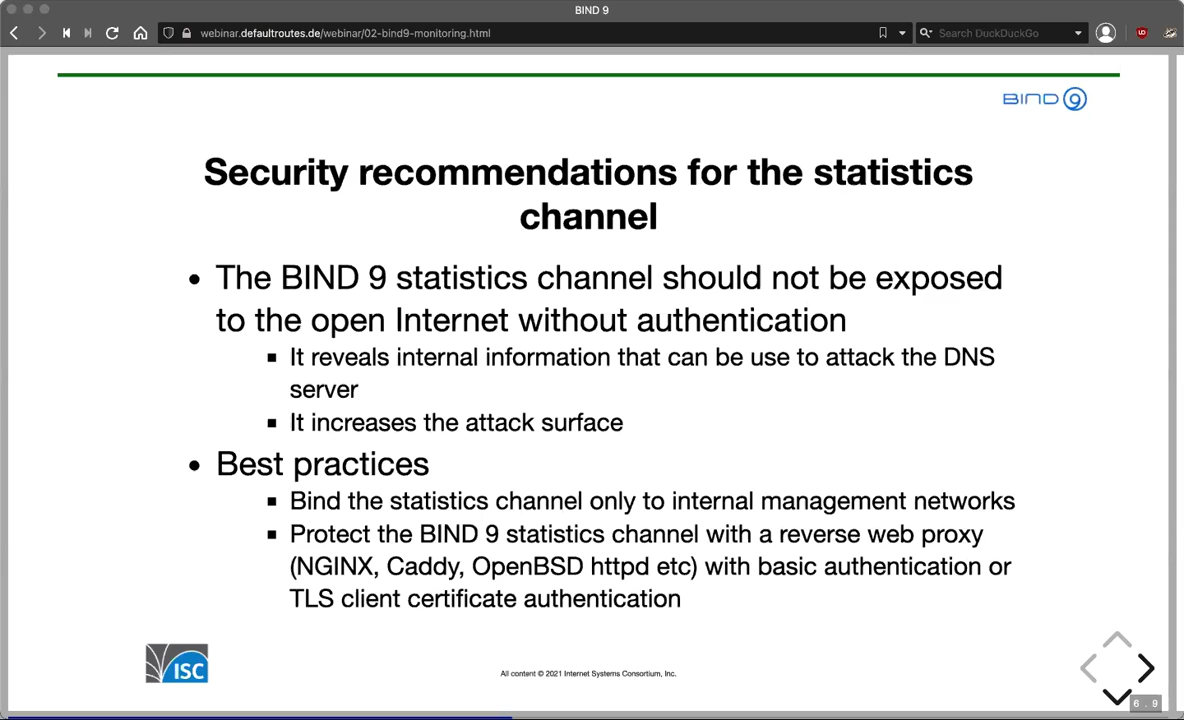 BIND 9
webinar.defaultroutes.de/webinar/02-bind9-monitoring.html
Search DuckDuckGo
BIND 9
Security recommendations for the statistics
channel
• The BIND 9 statistics channel should not be exposed
to the open Internet without authentication
▪ It reveals internal information that can be use to attack the DNS
server
▪ It increases the attack surface
• Best practices
▪ Bind the statistics channel only to internal management networks
▪ Protect the BIND 9 statistics channel with a reverse web proxy
(NGINX, Caddy, OpenBSD httpd etc) with basic authentication or
TLS client certificate authentication
ISC
All content © 2021 Internet Systems Consortium, Inc.
6 . 9